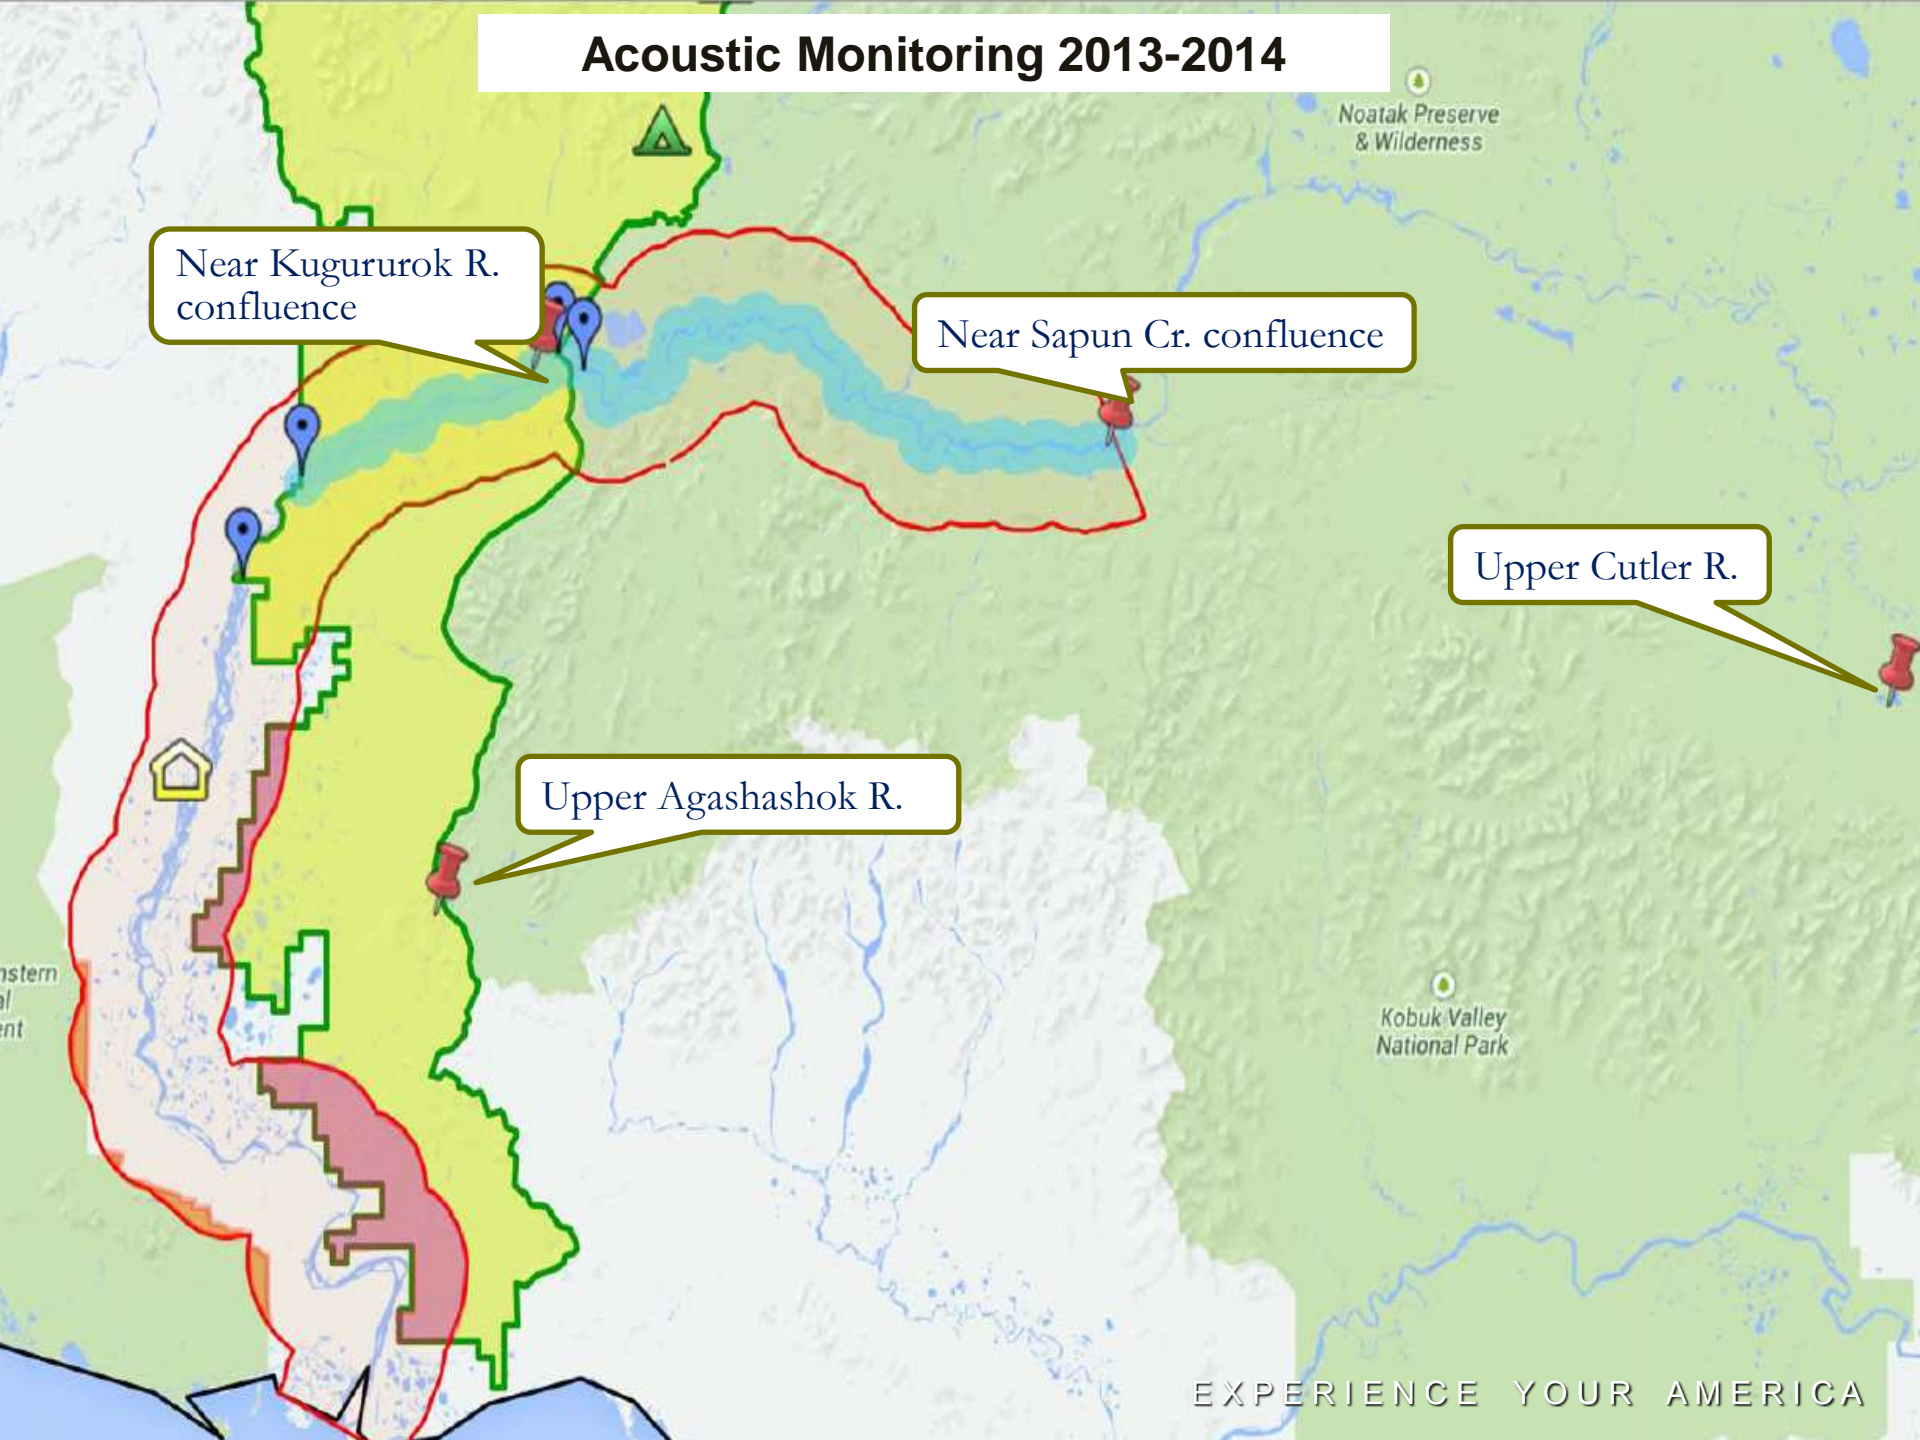 Acoustic Monitoring 2013-2014
Noatak Preserve
& Wilderness
Near Kugururok R.
confluence
Near Sapun Cr. confluence
Upper Cutler R.
Upper Agashashok R.
Kobuk Valley
National Park
EXPERIENCE YOUR AMERICA